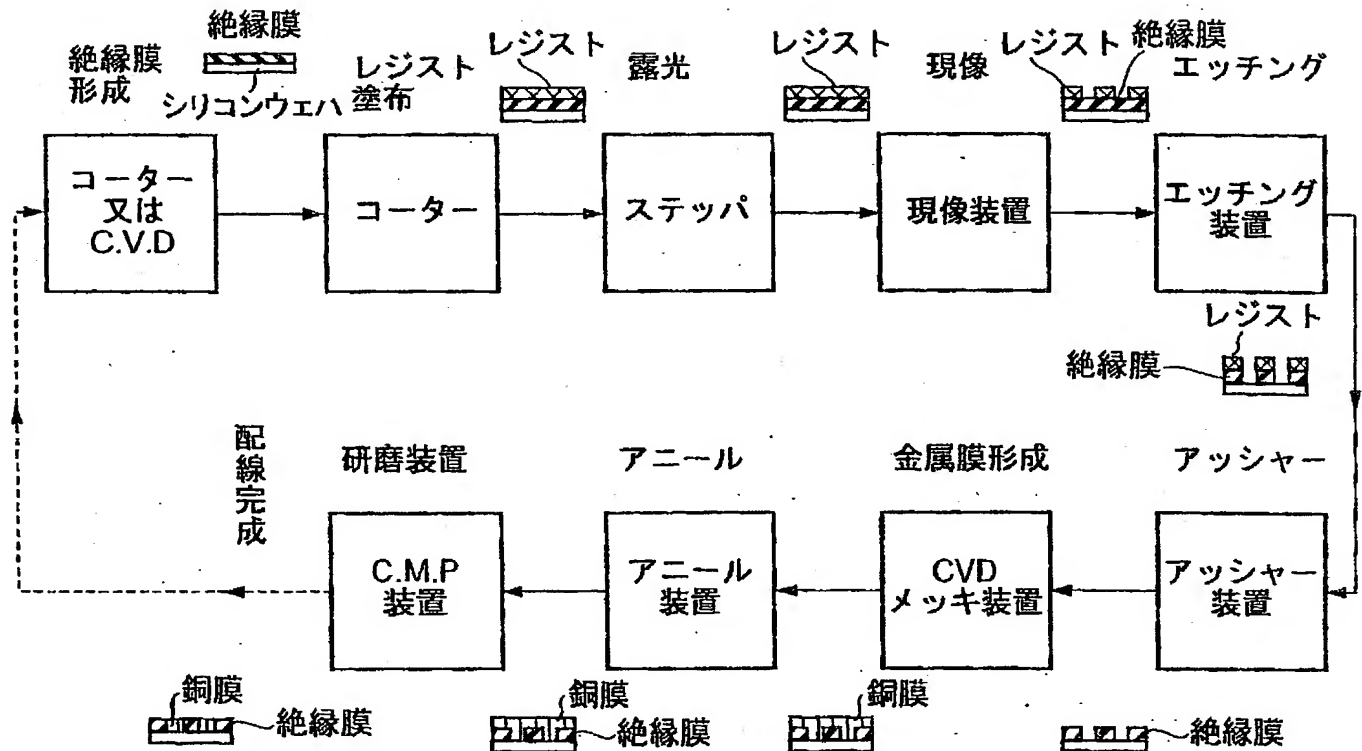 絶縁膜
形成
絶縁膜
シリコンウェハ
レジスト
塗布
レジスト
露光
レジスト
現像
レジスト
絶縁膜
エッチング
コーター
又は
C.V.D
コーター
ステッパ
現像装置
エッチング
装置
レジスト
絶縁膜
配線完成
研磨装置
アニール
金属膜形成
アッシャー
C.M.P
装置
アニール
装置
CVD
メッキ装置
アッシャー
装置
銅膜
絶縁膜
銅膜
絶縁膜
銅膜
絶縁膜